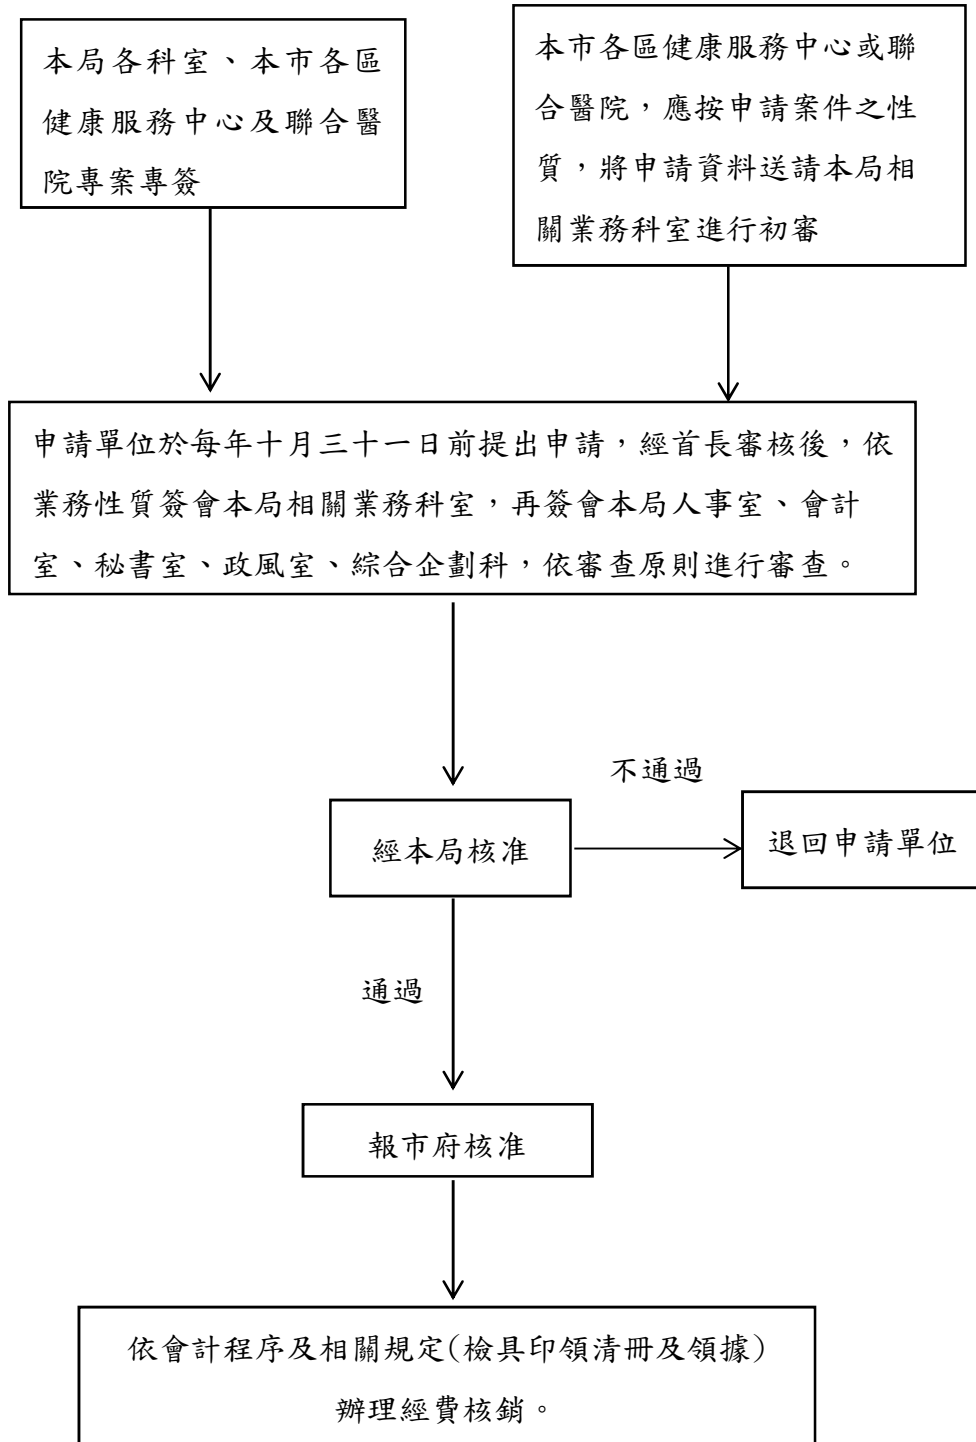 本局各科室、本市各區
健康服務中心及聯合醫
院專案專簽
本市各區健康服務中心或聯
合醫院，應按申請案件之性
質，將申請資料送請本局相
關業務科室進行初審
申請單位於每年十月三十一日前提出申請，經首長審核後，依
業務性質簽會本局相關業務科室，再簽會本局人事室、會計
室、秘書室、政風室、綜合企劃科，依審查原則進行審查。
不通過
經本局核准
退回申請單位
通過
報市府核准
依會計程序及相關規定(檢具印領清冊及領據)
辦理經費核銷。